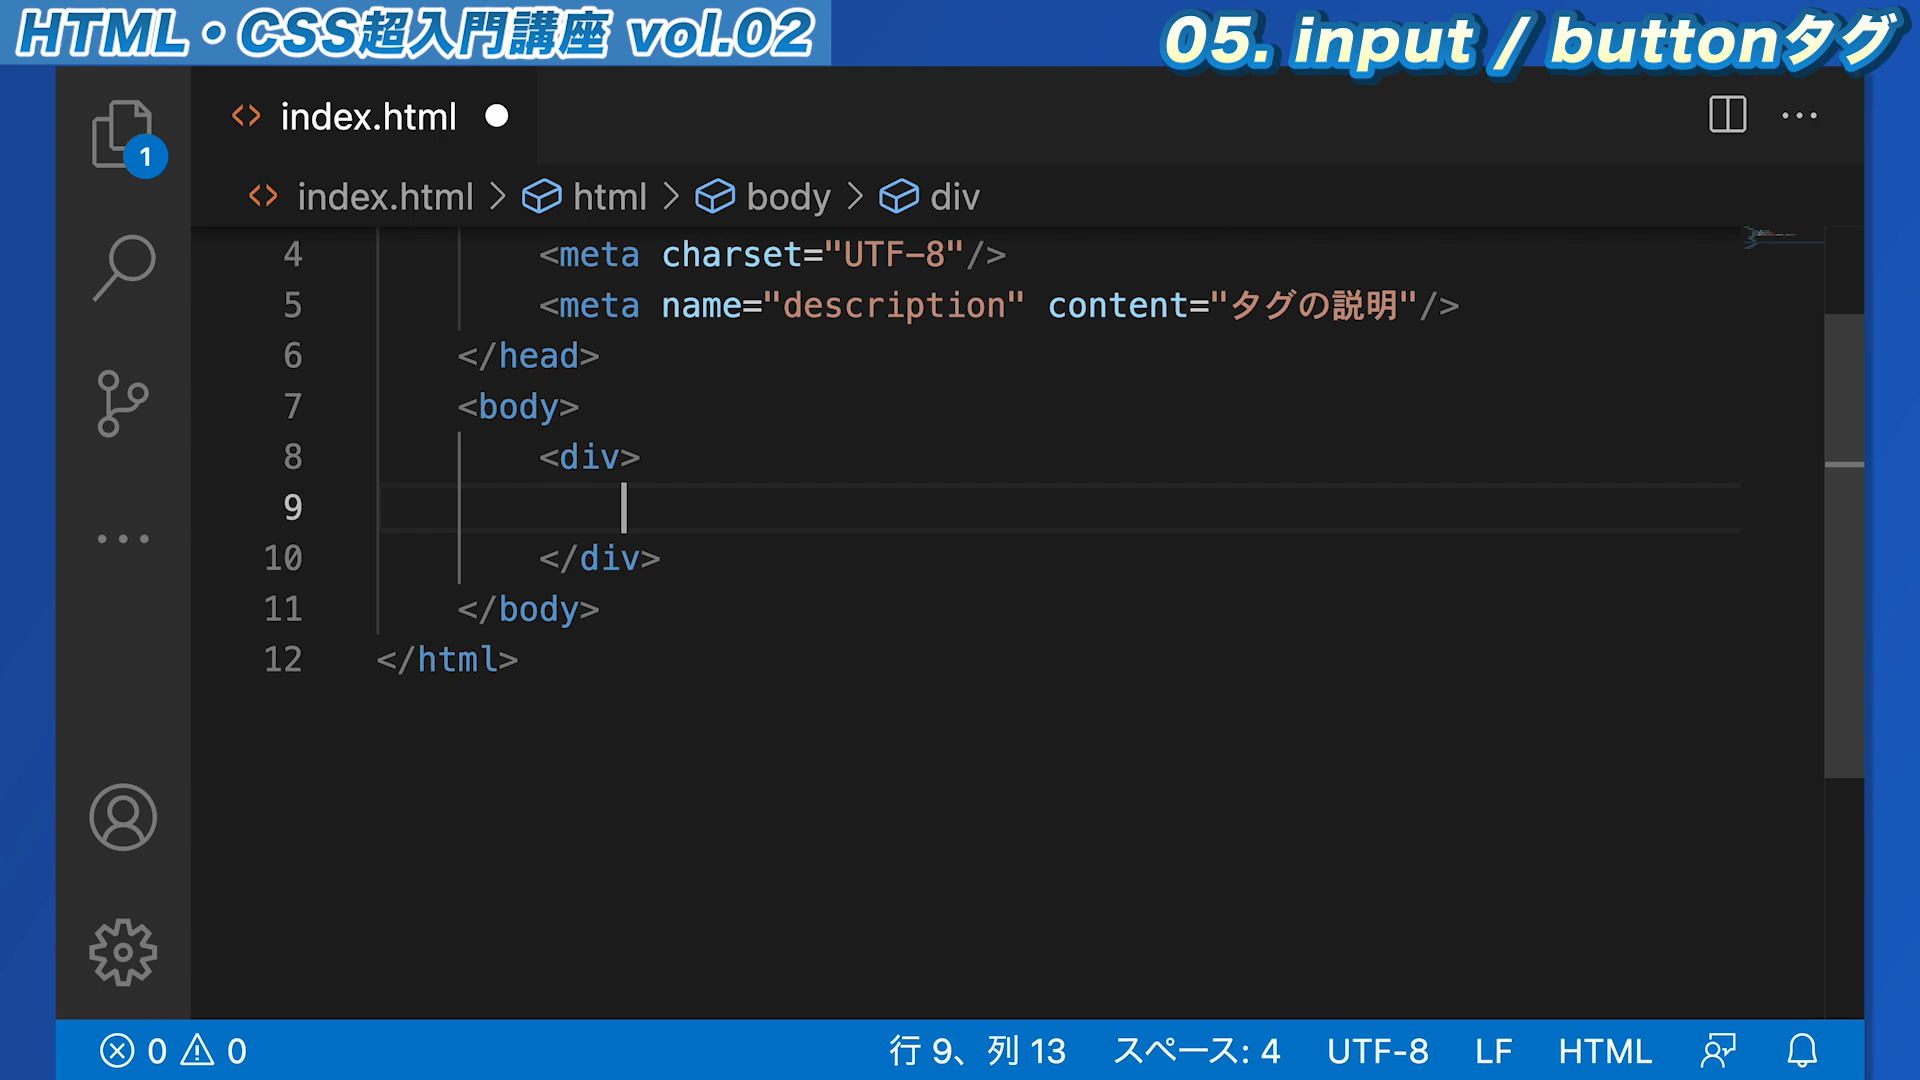 HTML・CSS超入門講座 vol.02
05. input / buttonタグ
index.html
1
index.html > html > body > div
4 <meta charset="UTF-8"/>
5 <meta name="description" content="タグの説明"/>
6 </head>
7 <body>
8 <div>
9
10 </div>
11 </body>
12 </html>
0 0 行 9、列 13 スペース: 4 UTF-8 LF HTML